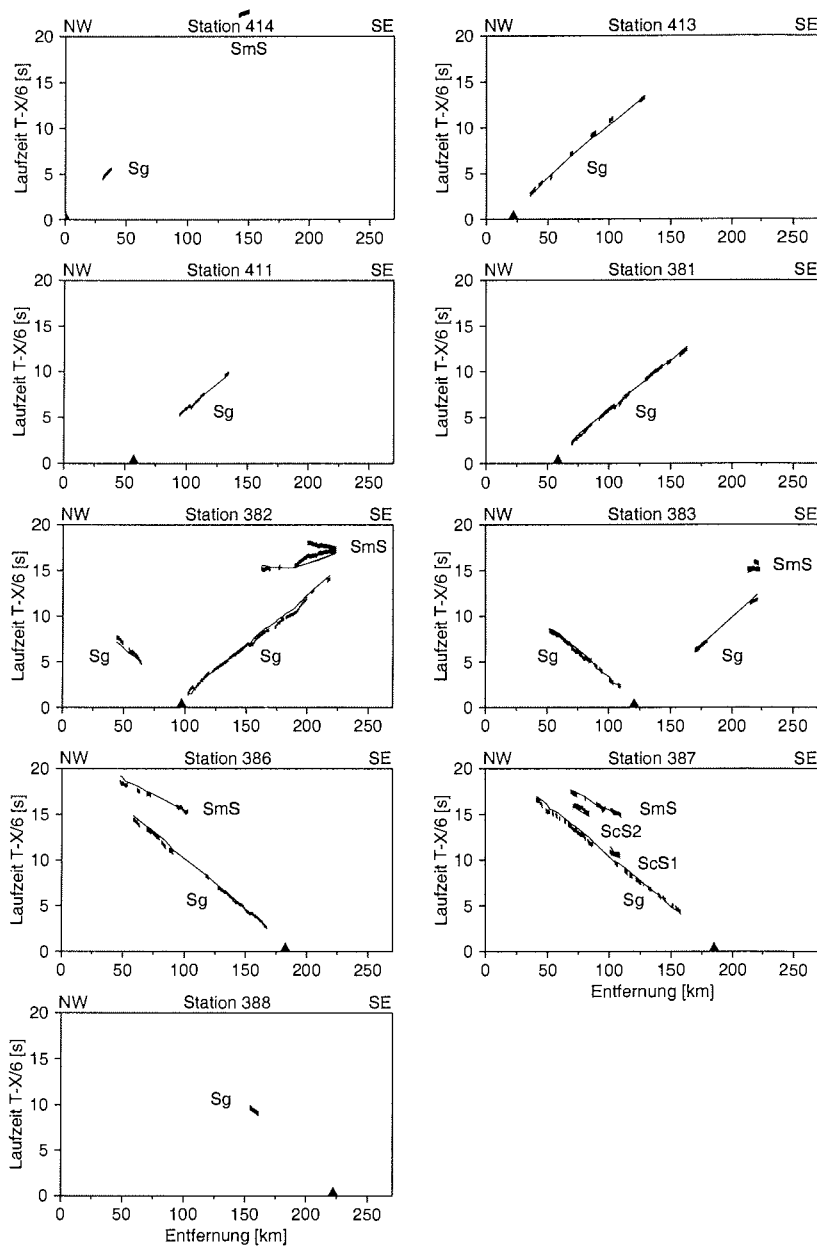 NW Station 414 SE
SmS
Laufzeit T-X/6 [s]
20
15
10
5
0
Sg
0 50 100 150 200 250
NW Station 413 SE
Laufzeit T-X/6 [s]
20
15
10
5
0
Sg
0 50 100 150 200 250
NW Station 411 SE
Laufzeit T-X/6 [s]
20
15
10
5
0
Sg
0 50 100 150 200 250
NW Station 381 SE
Laufzeit T-X/6 [s]
20
15
10
5
0
Sg
0 50 100 150 200 250
NW Station 382 SE
Laufzeit T-X/6 [s]
20
15
10
5
0
SmS
Sg
Sg
0 50 100 150 200 250
NW Station 383 SE
Laufzeit T-X/6 [s]
20
15
10
5
0
SmS
Sg
Sg
0 50 100 150 200 250
NW Station 386 SE
Laufzeit T-X/6 [s]
20
15
10
5
0
SmS
Sg
0 50 100 150 200 250
NW Station 387 SE
Laufzeit T-X/6 [s]
20
15
10
5
0
SmS
ScS2
ScS1
Sg
0 50 100 150 200 250
Entfernung [km]
NW Station 388 SE
Laufzeit T-X/6 [s]
20
15
10
5
0
Sg
0 50 100 150 200 250
Entfernung [km]